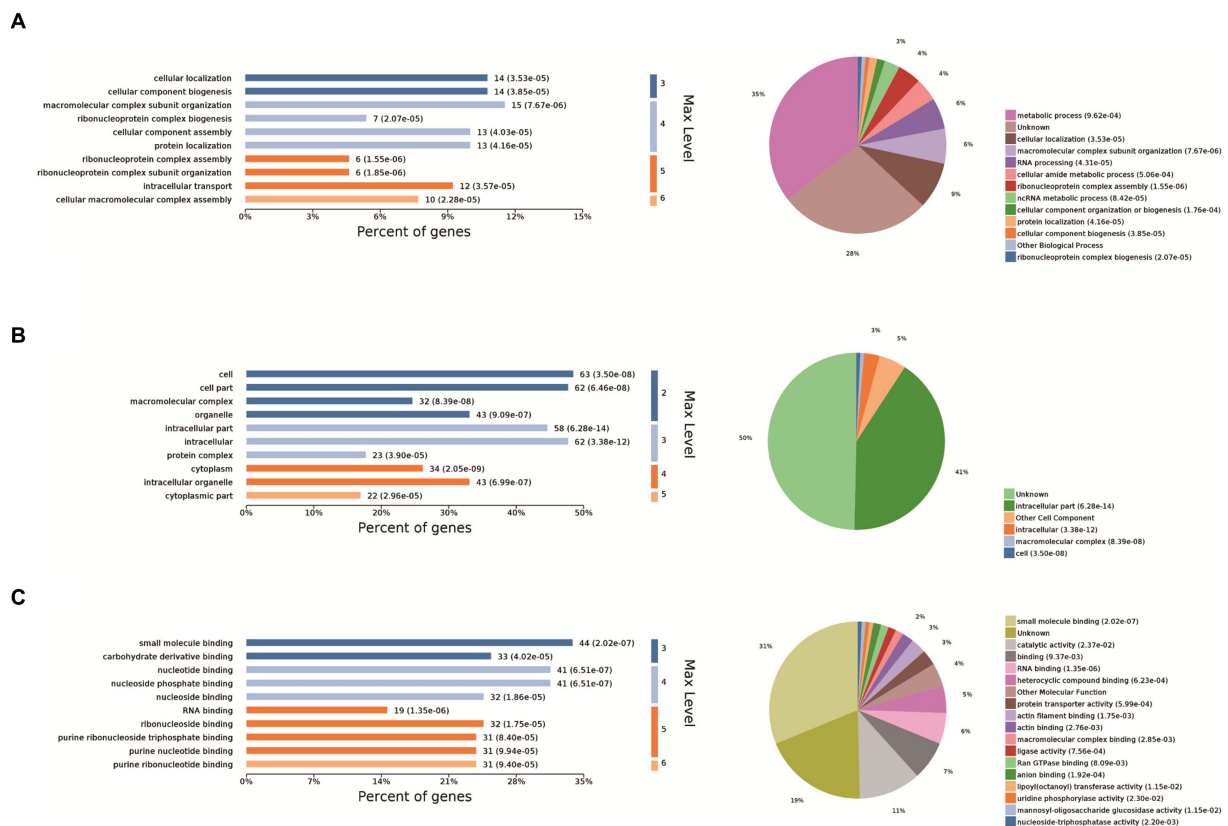 A
cellular localization
cellular component biogenesis
macromolecular complex subunit organization
ribonucleoprotein complex biogenesis
cellular component assembly
protein localization
ribonucleoprotein complex assembly
ribonucleoprotein complex subunit organization
intracellular transport
cellular macromolecular complex assembly
14 (3.53e-05)
14 (3.85e-05)
15 (7.67e-06)
7 (2.07e-05)
13 (4.03e-05)
13 (4.16e-05)
6 (1.55e-06)
6 (1.85e-06)
12 (3.57e-05)
10 (2.28e-05)
0% 3% 6% 9% 12% 15%
Percent of genes
3
4
5
6
Max Level
3%
4%
4%
6%
6%
9%
28%
35%
metabolic process (9.62e-04)
Unknown
cellular localization (3.53e-05)
macromolecular complex subunit organization (7.67e-06)
RNA processing (4.31e-05)
cellular amide metabolic process (5.06e-04)
ribonucleoprotein complex assembly (1.55e-06)
ncRNA metabolic process (8.42e-05)
cellular component organization or biogenesis (1.76e-04)
protein localization (4.16e-05)
cellular component biogenesis (3.85e-05)
Other Biological Process
ribonucleoprotein complex biogenesis (2.07e-05)
B
cell
cell part
macromolecular complex
organelle
intracellular part
intracellular
protein complex
cytoplasm
intracellular organelle
cytoplasmic part
63 (3.50e-08)
62 (6.46e-08)
32 (8.39e-08)
43 (9.09e-07)
58 (6.28e-14)
62 (3.38e-12)
23 (3.90e-05)
34 (2.05e-09)
43 (6.99e-07)
22 (2.96e-05)
0% 10% 20% 30% 40% 50%
Percent of genes
2
3
4
5
Max Level
3%
5%
41%
50%
Unknown
intracellular part (6.28e-14)
Other Cell Component
intracellular (3.38e-12)
macromolecular complex (8.39e-08)
cell (3.50e-08)
C
small molecule binding
carbohydrate derivative binding
nucleotide binding
nucleoside phosphate binding
nucleoside binding
RNA binding
ribonucleoside binding
purine ribonucleoside triphosphate binding
purine nucleotide binding
purine ribonucleotide binding
44 (2.02e-07)
33 (4.02e-05)
41 (6.51e-07)
41 (6.51e-07)
32 (1.86e-05)
19 (1.35e-06)
32 (1.75e-05)
31 (8.40e-05)
31 (9.94e-05)
31 (9.40e-05)
0% 7% 14% 21% 28% 35%
Percent of genes
3
4
5
6
Max Level
2%
3%
3%
4%
5%
6%
7%
11%
19%
31%
small molecule binding (2.02e-07)
Unknown
catalytic activity (2.37e-02)
binding (9.37e-03)
RNA binding (1.35e-06)
heterocyclic compound binding (6.23e-04)
Other Molecular Function
protein transporter activity (5.99e-04)
actin filament binding (1.75e-03)
actin binding (2.76e-03)
macromolecular complex binding (2.85e-03)
ligase activity (7.56e-04)
Ran GTPase binding (8.09e-03)
anion binding (1.92e-04)
lipoyl(octanoyl) transferase activity (1.15e-02)
uridine phosphorylase activity (2.30e-02)
mannosyl-oligosaccharide glucosidase activity (1.15e-02)
nucleoside-triphosphatase activity (2.20e-03)